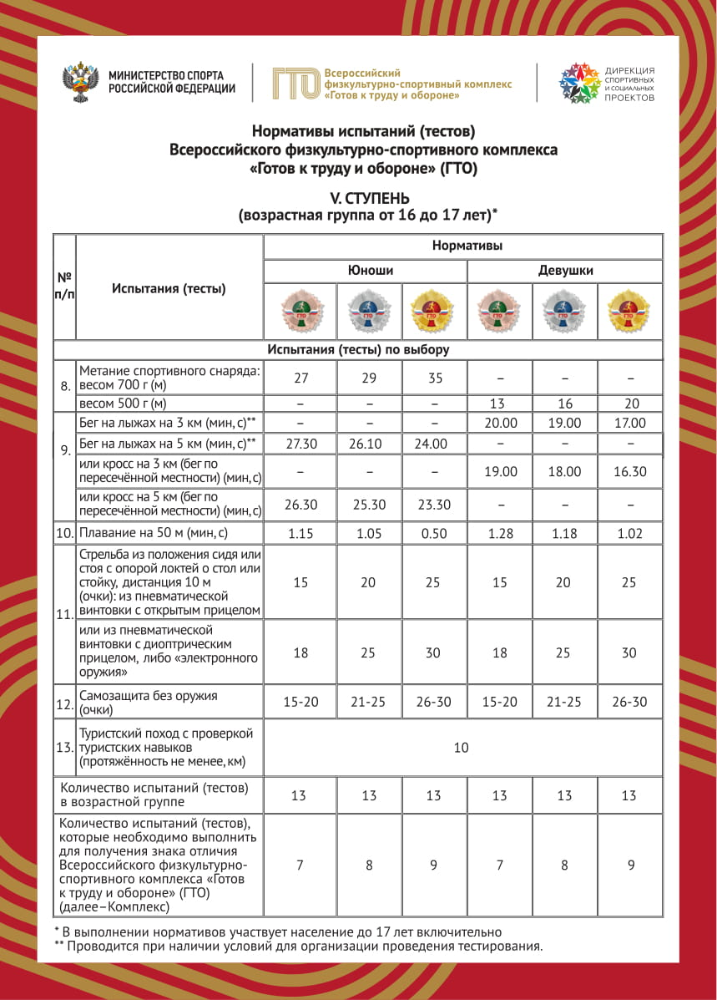 МИНИСТЕРСТВО СПОРТА
РОССИЙСКОЙ ФЕДЕРАЦИИ
ГТО
Всероссийский
физкультурно-спортивный комплекс
«Готов к труду и обороне»
ДИРЕКЦИЯ
СПОРТИВНЫХ
И СОЦИАЛЬНЫХ
ПРОЕКТОВ
Нормативы испытаний (тестов)
Всероссийского физкультурно-спортивного комплекса
«Готов к труду и обороне» (ГТО)
V. СТУПЕНЬ
(возрастная группа от 16 до 17 лет)*
№
п/п
Испытания (тесты)
Нормативы
Юноши Девушки
ГТО ГТО ГТО ГТО ГТО ГТО
Испытания (тесты) по выбору
8.
Метание спортивного снаряда:
весом 700 г (м)
27 29 35 – – –
весом 500 г (м) – – – 13 16 20
9.
Бег на лыжах на 3 км (мин, с)** – – – 20.00 19.00 17.00
Бег на лыжах на 5 км (мин, с)** 27.30 26.10 24.00 – – –
или кросс на 3 км (бег по
пересечённой местности) (мин, с)
– – – 19.00 18.00 16.30
или кросс на 5 км (бег по
пересечённой местности) (мин, с)
26.30 25.30 23.30 – – –
10. Плавание на 50 м (мин, с) 1.15 1.05 0.50 1.28 1.18 1.02
11.
Стрельба из положения сидя или
стоя с опорой локтей о стол или
стойку, дистанция 10 м
(очки): из пневматической
винтовки с открытым прицелом
15 20 25 15 20 25
или из пневматической
винтовки с диоптрическим
прицелом, либо «электронного
оружия»
18 25 30 18 25 30
12.
Самозащита без оружия
(очки)
15-20 21-25 26-30 15-20 21-25 26-30
13.
Туристский поход с проверкой
туристских навыков
(протяжённость не менее, км)
10
Количество испытаний (тестов)
в возрастной группе
13 13 13 13 13 13
Количество испытаний (тестов),
которые необходимо выполнить
для получения знака отличия
Всероссийского физкультурно-
спортивного комплекса «Готов
к труду и обороне» (ГТО)
(далее–Комплекс)
7 8 9 7 8 9
* В выполнении нормативов участвует население до 17 лет включительно
** Проводится при наличии условий для организации проведения тестирования.